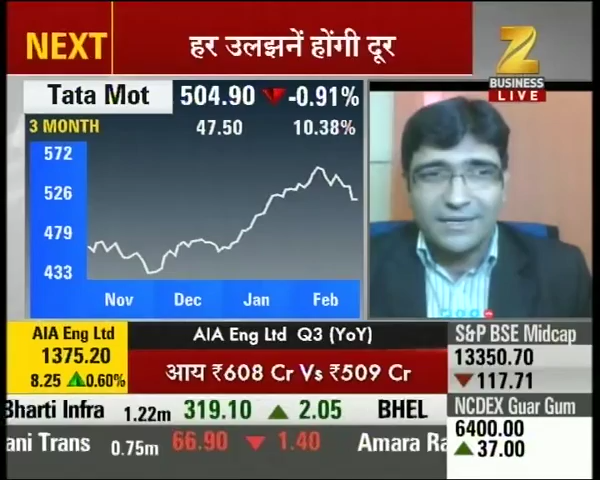 NEXT
हर उलझनें होंगी दूर
Z
BUSINESS
LIVE
Tata Mot 504.90 -0.91%
3 MONTH 47.50 10.38%
572
526
479
433
Nov Dec Jan Feb
AIA Eng Ltd
1375.20
8.25 0.60%
AIA Eng Ltd Q3 (YoY)
आय ₹608 Cr Vs ₹509 Cr
S&P BSE Midcap
13350.70
117.71
NCDEX Guar Gum
6400.00
37.00
Bharti Infra 1.22m 319.10 2.05 BHEL
ani Trans 0.75m 66.90 1.40 Amara Ra